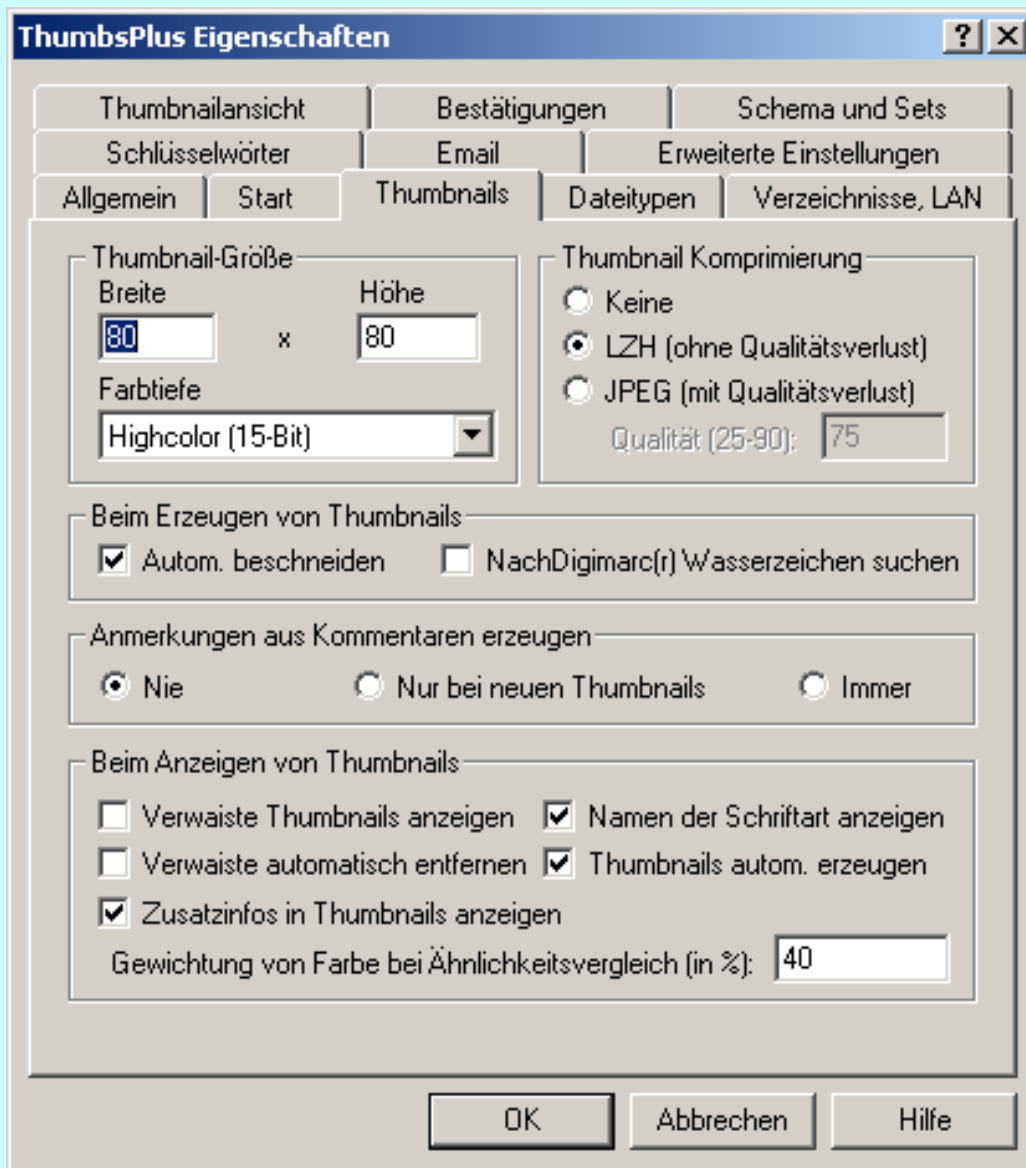 ThumbsPlus Eigenschaften
Thumbnailansicht Bestätigungen Schema und Sets
Schlüsselwörter Email Erweiterte Einstellungen
Allgemein Start Thumbnails Dateitypen Verzeichnisse, LAN
Thumbnail-Größe
Breite Höhe
80 x 80
Farbtiefe
Highcolor (15-Bit)
Thumbnail Komprimierung
Keine
LZH (ohne Qualitätsverlust)
JPEG (mit Qualitätsverlust)
Qualität (25-90): 75
Beim Erzeugen von Thumbnails
Autom. beschneiden NachDigimarc(r) Wasserzeichen suchen
Anmerkungen aus Kommentaren erzeugen
Nie Nur bei neuen Thumbnails Immer
Beim Anzeigen von Thumbnails
Verwaiste Thumbnails anzeigen Namen der Schriftart anzeigen
Verwaiste automatisch entfernen Thumbnails autom. erzeugen
Zusatzinfos in Thumbnails anzeigen
Gewichtung von Farbe bei Ähnlichkeitsvergleich (in %): 40
OK Abbrechen Hilfe